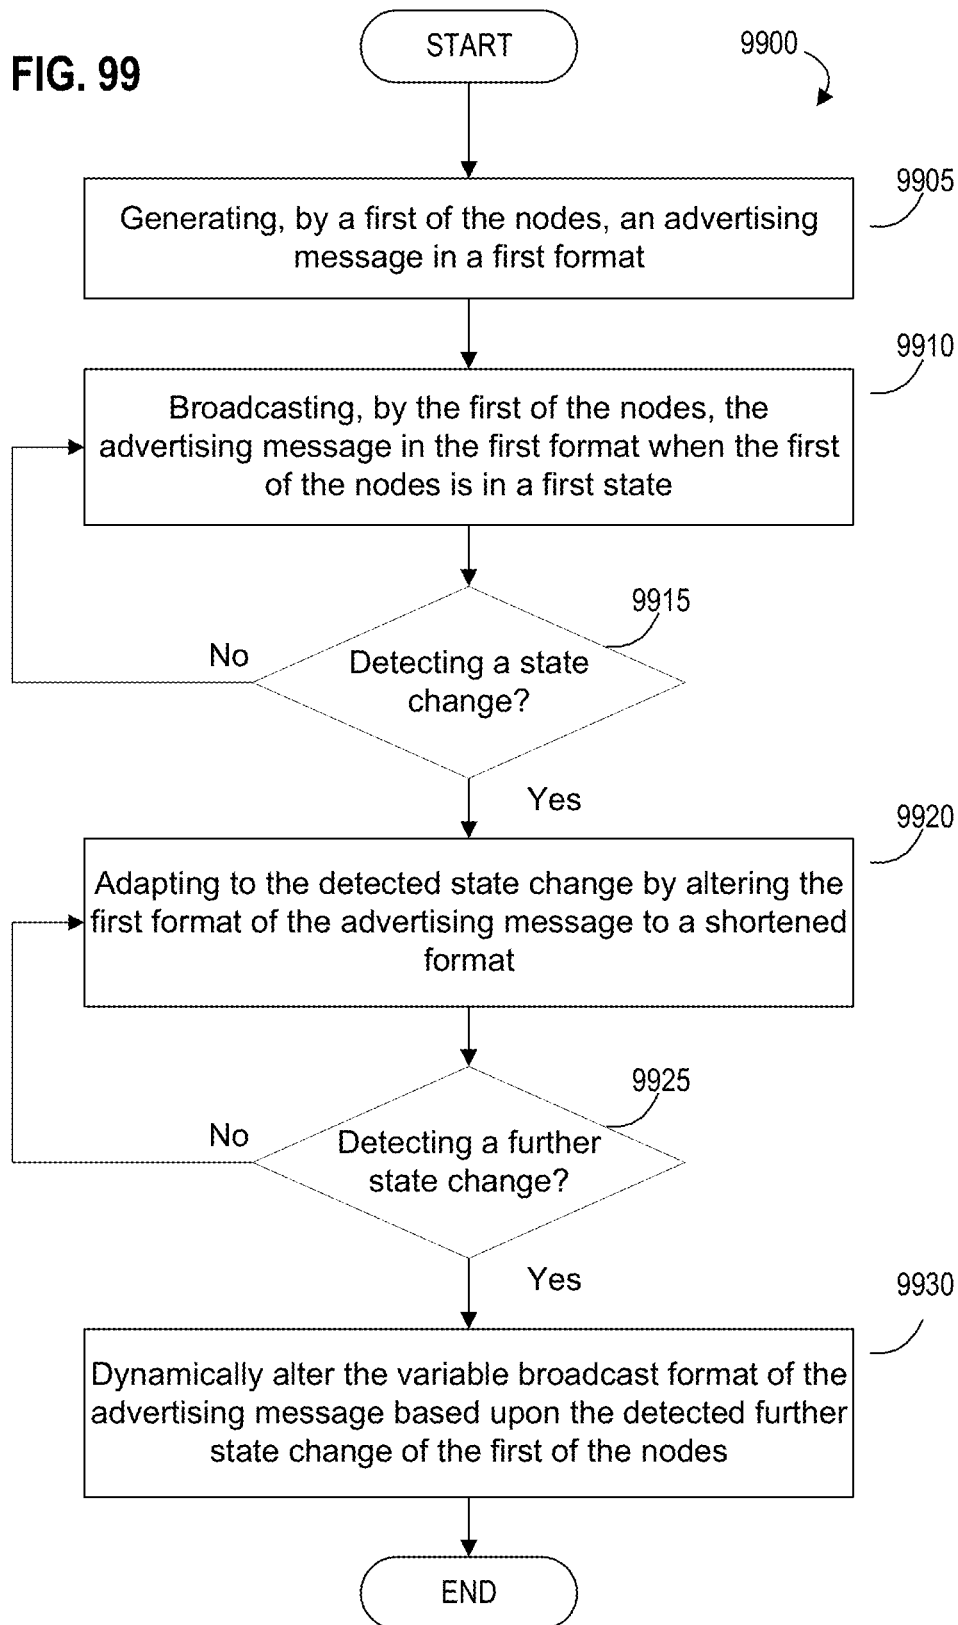 START
9900
FIG. 99
9905
Generating, by a first of the nodes, an advertising
message in a first format
9910
Broadcasting, by the first of the nodes, the
advertising message in the first format when the first
of the nodes is in a first state
9915
No
Detecting a state
change?
Yes
9920
Adapting to the detected state change by altering the
first format of the advertising message to a shortened
format
9925
No
Detecting a further
state change?
Yes
9930
Dynamically alter the variable broadcast format of the
advertising message based upon the detected further
state change of the first of the nodes
END